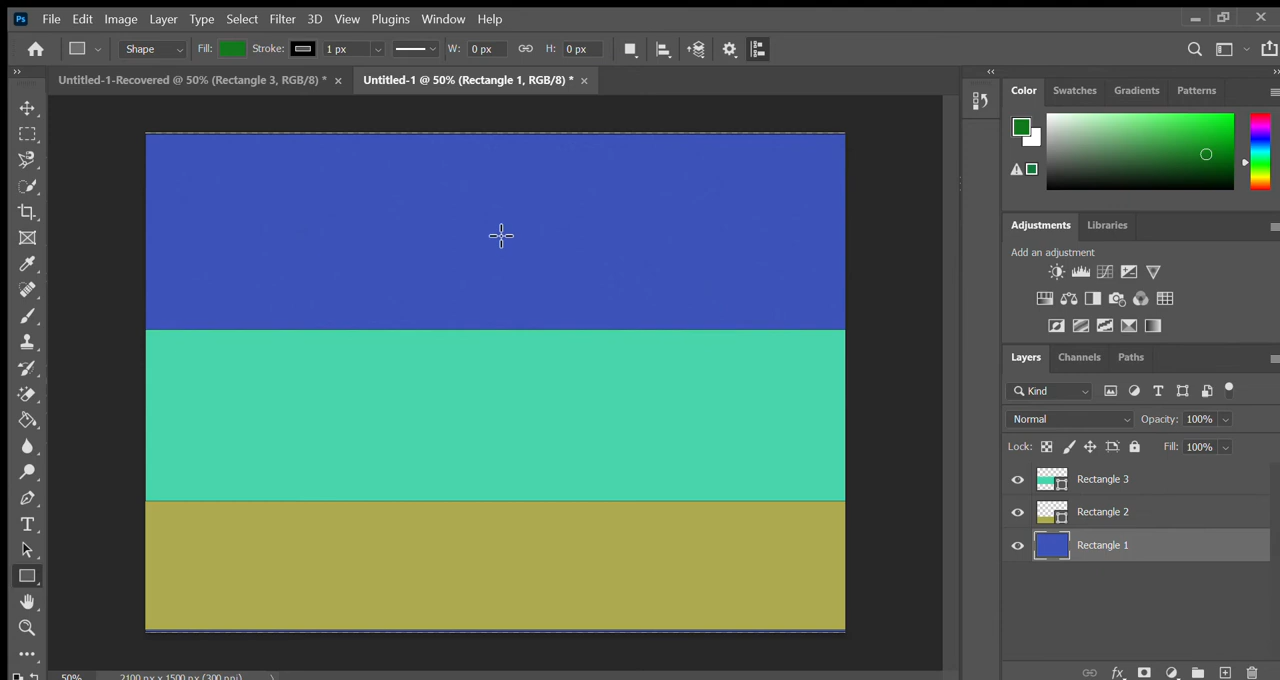 Ps File Edit Image Layer Type Select Filter 3D View Plugins Window Help
Shape Fill: Stroke: 1 px W: 0 px H: 0 px
Untitled-1-Recovered @ 50% (Rectangle 3, RGB/8) * × Untitled-1 @ 50% (Rectangle 1, RGB/8) * ×
Color Swatches Gradients Patterns
Adjustments Libraries
Add an adjustment
Layers Channels Paths
Kind
Normal Opacity: 100%
Lock: Fill: 100%
Rectangle 3
Rectangle 2
Rectangle 1
fx
50% 2100 px x 1500 px (300 ppi)